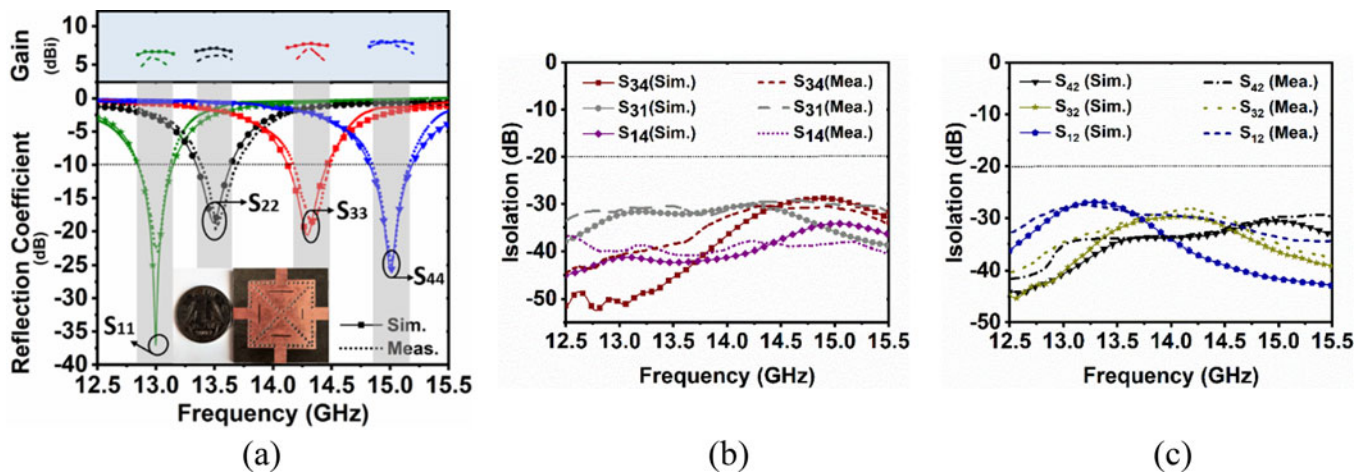 Gain
(dBi)
10
5
Reflection Coefficient
(dB)
0
-5
-10
-15
-20
-25
-30
-35
-40
S22
S33
S44
S11
Sim.
Meas.
12.5 13.0 13.5 14.0 14.5 15.0 15.5
Frequency (GHz)
(a)
Isolation (dB)
0
-10
-20
-30
-40
-50
S34(Sim.) S34(Mea.)
S31(Sim.) S31(Mea.)
S14(Sim.) S14(Mea.)
12.5 13.0 13.5 14.0 14.5 15.0 15.5
Frequency (GHz)
(b)
Isolation (dB)
0
-10
-20
-30
-40
-50
S42 (Sim.) S42 (Mea.)
S32 (Sim.) S32 (Mea.)
S12 (Sim.) S12 (Mea.)
12.5 13.0 13.5 14.0 14.5 15.0 15.5
Frequency (GHz)
(c)